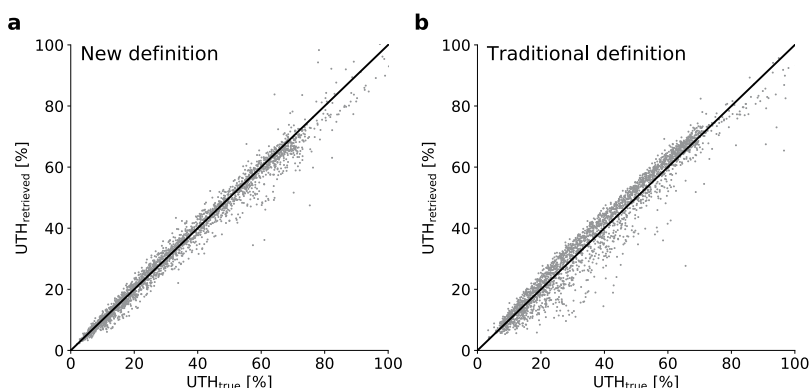 a
New definition
100
80
60
40
20
0
UTHretrieved [%]
0 20 40 60 80 100
UTHtrue [%]
b
Traditional definition
100
80
60
40
20
0
UTHretrieved [%]
0 20 40 60 80 100
UTHtrue [%]